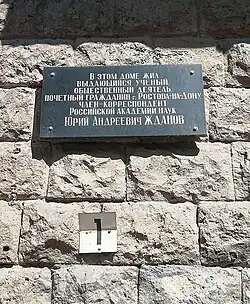 В ЭТОМ ДОМЕ ЖИЛ
ВЫДАЮЩИЙСЯ УЧЕНЫЙ,
ОБЩЕСТВЕННЫЙ ДЕЯТЕЛЬ,
ПОЧЕТНЫЙ ГРАЖДАНИН Г. РОСТОВА-НА-ДОНУ,
ЧЛЕН-КОРРЕСПОНДЕНТ
РОССИЙСКОЙ АКАДЕМИИ НАУК
ЮРИЙ АНДРЕЕВИЧ ЖДАНОВ
1